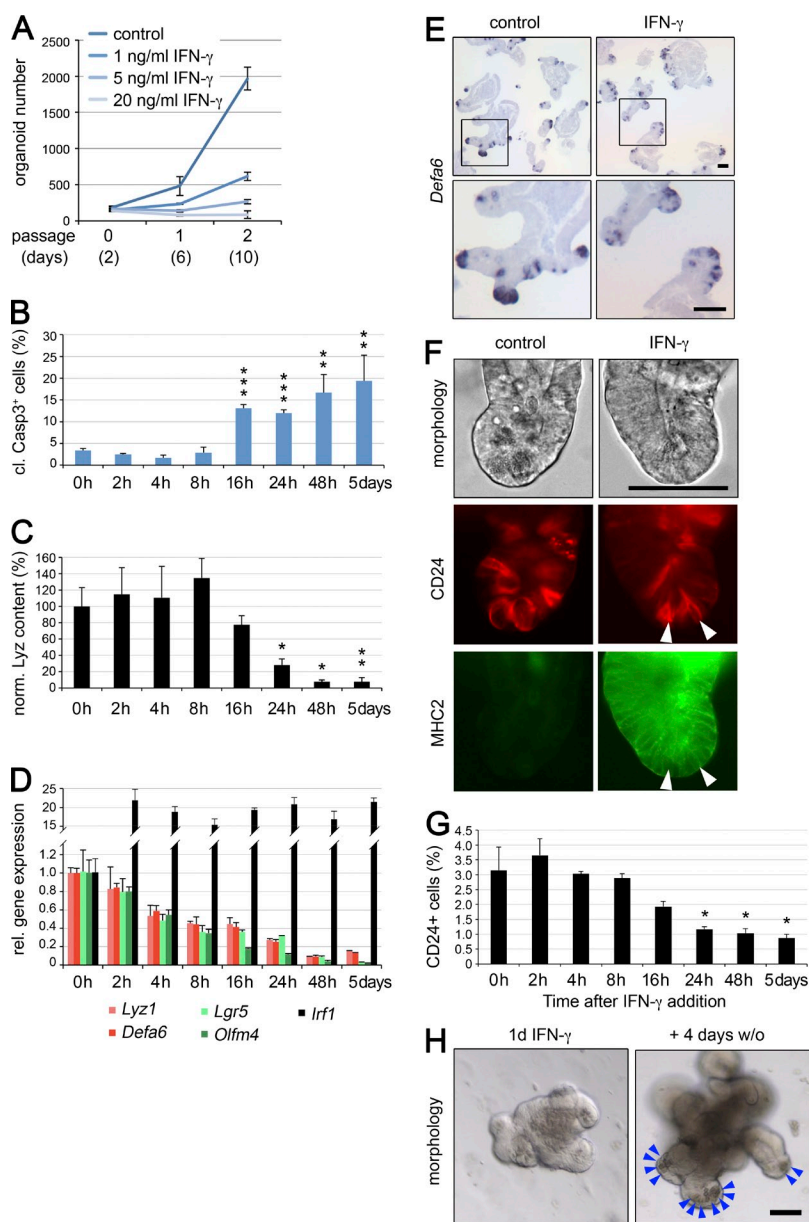 A
control
1 ng/ml IFN-γ
5 ng/ml IFN-γ
20 ng/ml IFN-γ
organoid number
2500
2000
1500
1000
500
0
passage 0 1 2
(days) (2) (6) (10)
B
cl. Casp3+ cells (%)
35
30
25
20
15
10
5
0
*** *** ** **
0h 2h 4h 8h 16h 24h 48h 5days
C
norm. Lyz content (%)
160
140
120
100
80
60
40
20
0
* * **
0h 2h 4h 8h 16h 24h 48h 5days
D
rel. gene expression
25
20
15
1.2
1.0
0.8
0.6
0.4
0.2
0
0h 2h 4h 8h 16h 24h 48h 5days
Lyz1 Lgr5 Irf1
Defa6 Olfm4
E
control IFN-γ
Defa6
F
control IFN-γ
morphology
CD24
MHC2
G
CD24+ cells (%)
4.5
4.0
3.5
3.0
2.5
2.0
1.5
1.0
0.5
0
* * *
0h 2h 4h 8h 16h 24h 48h 5days
Time after IFN-γ addition
H
1d IFN-γ + 4 days w/o
morphology